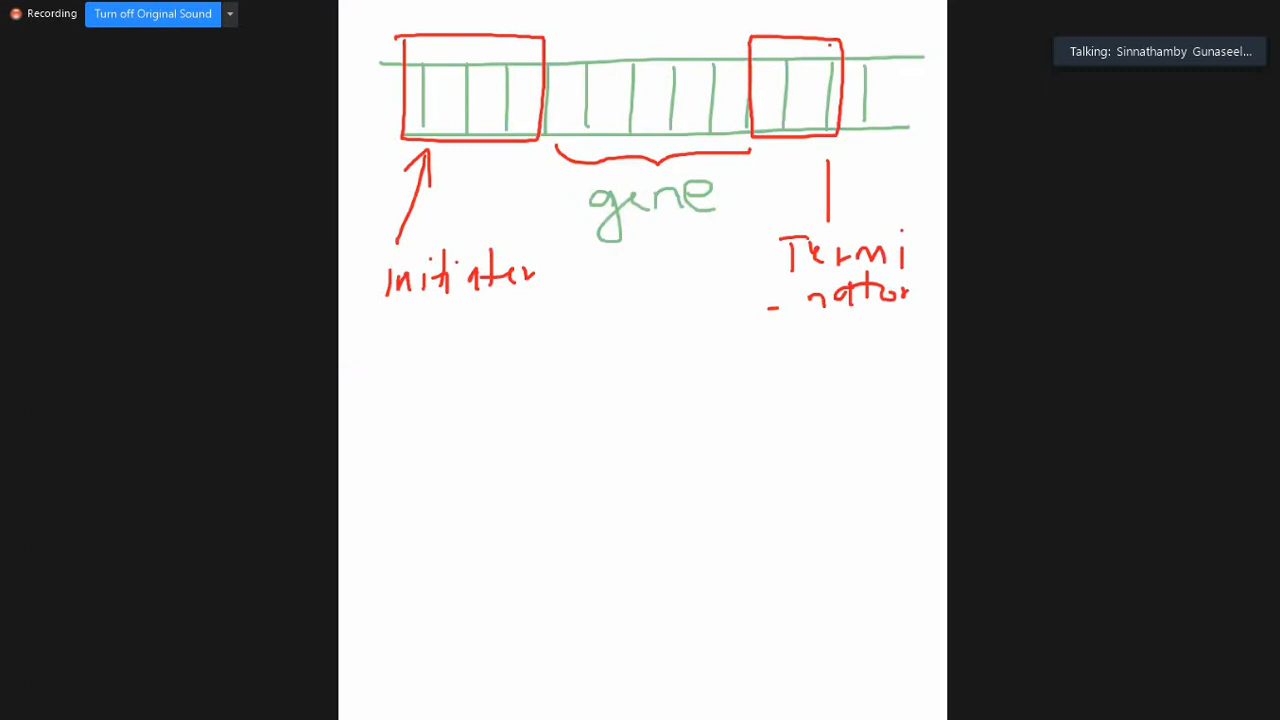 Recording
Turn off Original Sound
Talking: Sinnathamby Gunaseel...
gene
Initiater
Termi
- nator